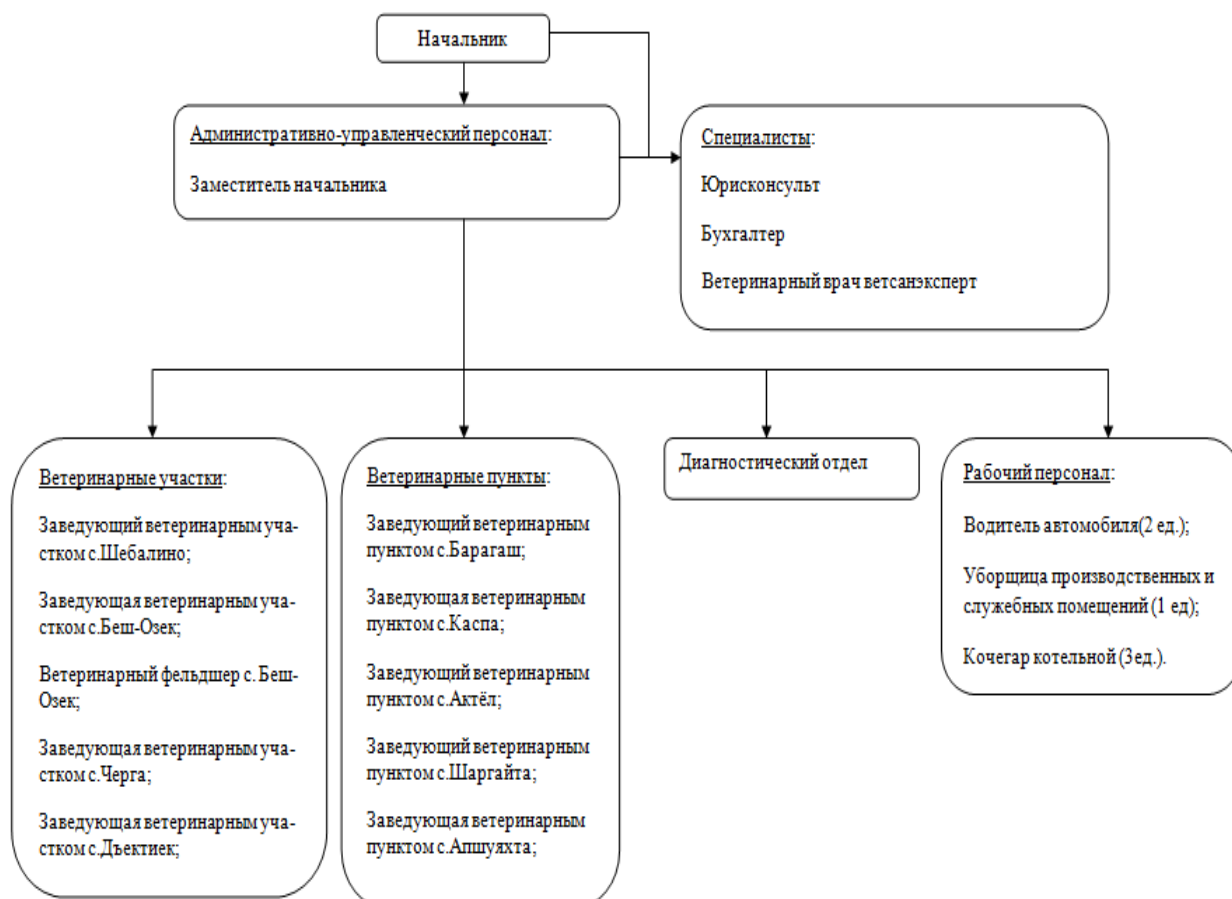 Начальник
Административно-управленческий персонал:
Заместитель начальника
Специалисты:
Юрисконсульт
Бухгалтер
Ветеринарный врач ветсанэксперт
Ветеринарные участки:
Заведующий ветеринарным уча-
стком с.Шебалино;
Заведующая ветеринарным уча-
стком с.Беш-Озек;
Ветеринарный фельдшер с. Беш-
Озек;
Заведующая ветеринарным уча-
стком с.Черга;
Заведующая ветеринарным уча-
стком с.Дъектиек;
Ветеринарные пункты:
Заведующий ветеринарным
пунктом с.Барагаш;
Заведующая ветеринарным
пунктом с.Каспа;
Заведующий ветеринарным
пунктом с.Актёл;
Заведующий ветеринарным
пунктом с.Шаргайта;
Заведующая ветеринарным
пунктом с.Апшуяхта;
Диагностический отдел
Рабочий персонал:
Водитель автомобиля(2 ед.);
Уборщица производственных и
служебных помещений (1 ед);
Кочегар котельной (3ед.).